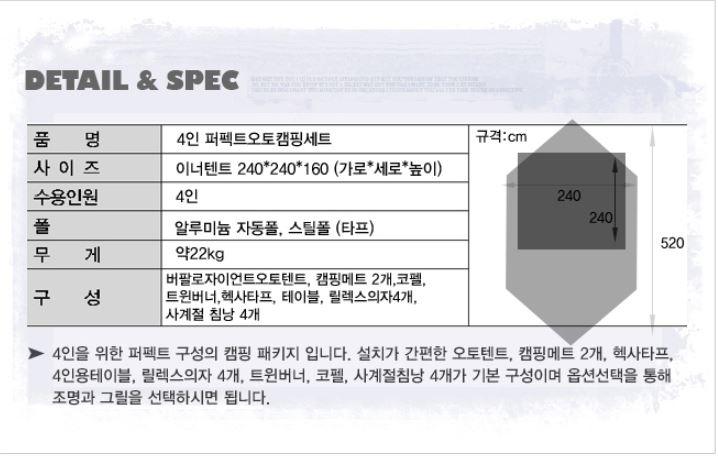 DETAIL & SPEC
품 명 4인 퍼펙트오토캠핑세트
사 이 즈 이너텐트 240*240*160 (가로*세로*높이)
수용인원 4인
폴 알루미늄 자동폴, 스틸폴 (타프)
무 게 약22kg
구 성 버팔로자이언트오토텐트, 캠핑메트 2개,코펠,
트윈버너,헥사타프, 테이블, 릴렉스의자4개,
사계절 침낭 4개
규격:cm
240
240
520
➤ 4인을 위한 퍼펙트 구성의 캠핑 패키지 입니다. 설치가 간편한 오토텐트, 캠핑메트 2개, 헥사타프,
4인용테이블, 릴렉스의자 4개, 트윈버너, 코펠, 사계절침낭 4개가 기본 구성이며 옵션선택을 통해
조명과 그릴을 선택하시면 됩니다.